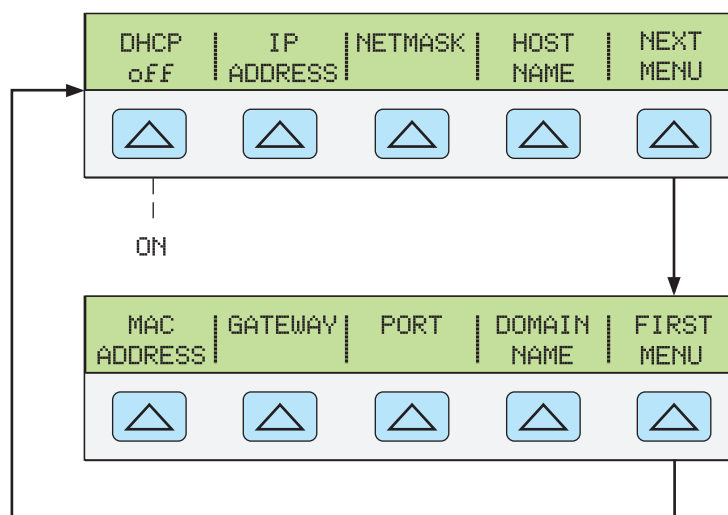 DHCP
off
IP
ADDRESS
NETMASK
HOST
NAME
NEXT
MENU
ON
MAC
ADDRESS
GATEWAY
PORT
DOMAIN
NAME
FIRST
MENU